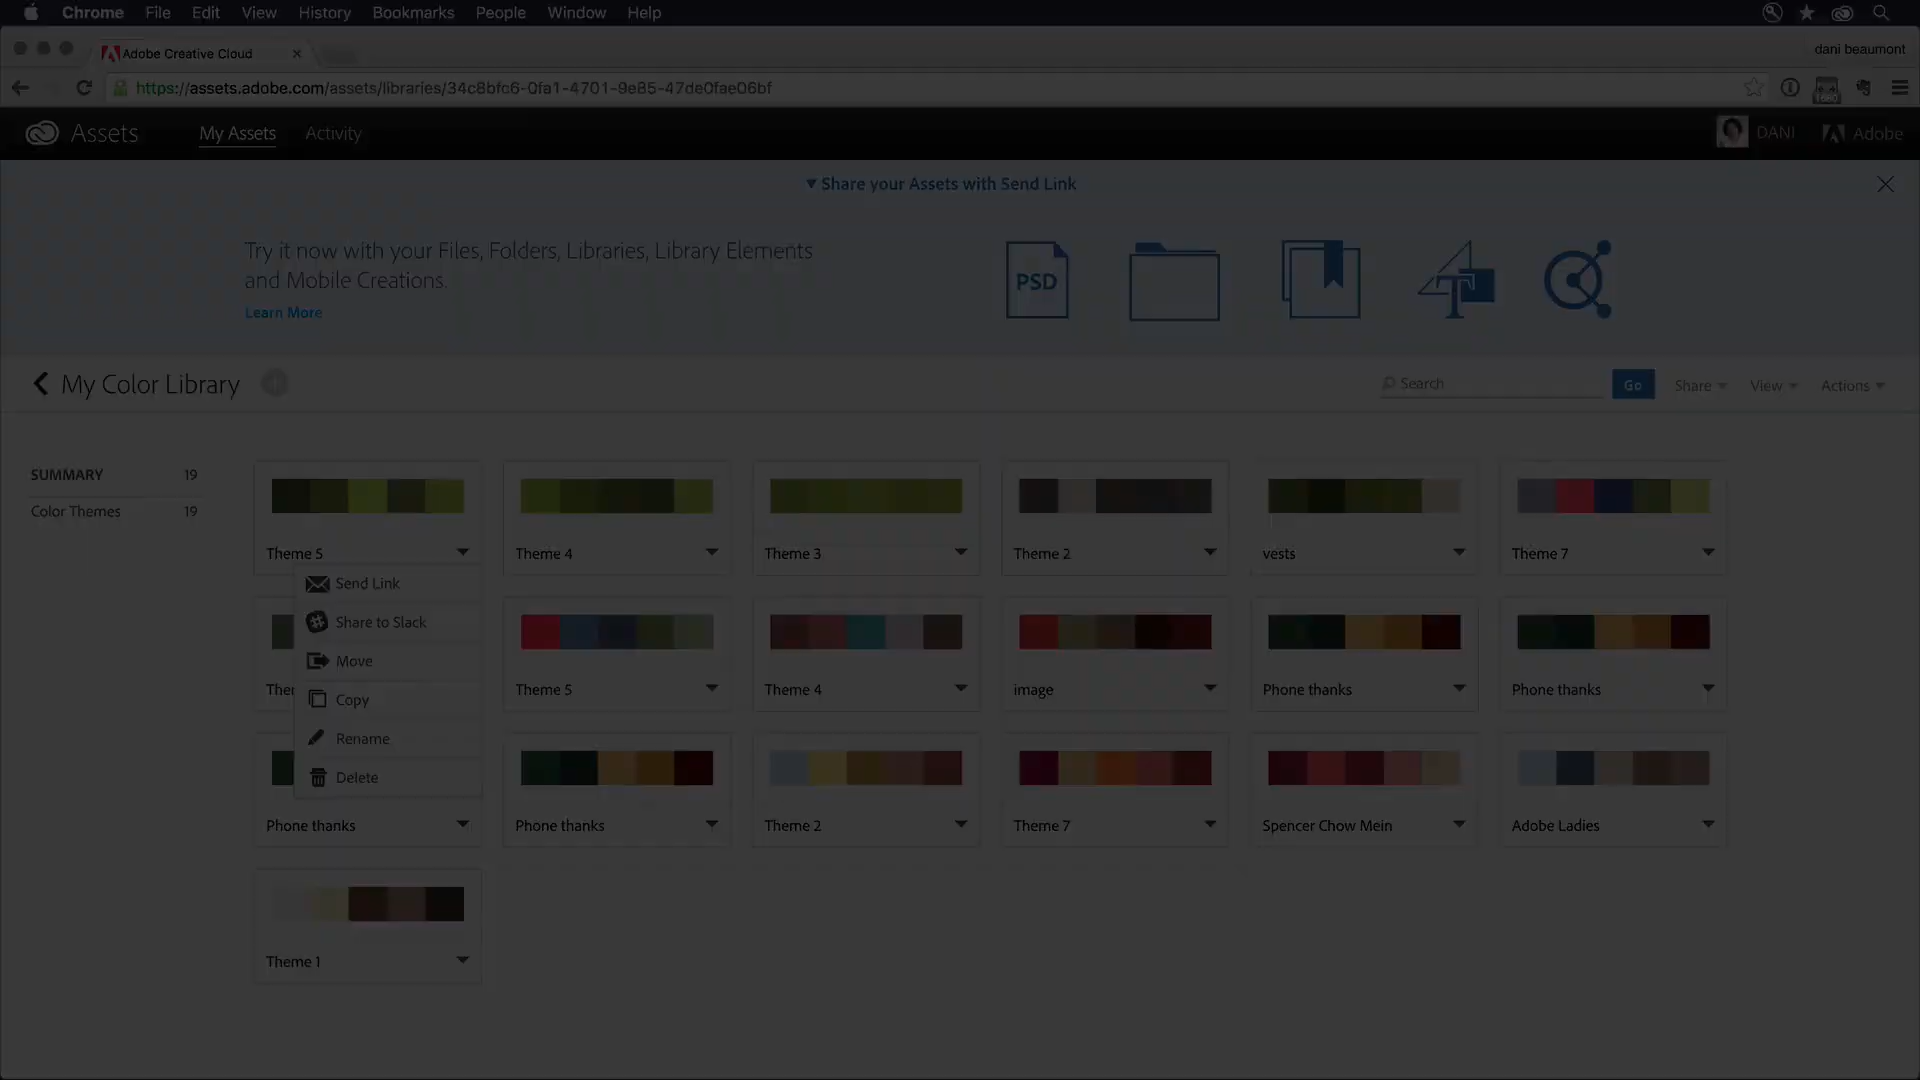 Chrome File Edit View History Bookmarks People Window Help
Adobe Creative Cloud
dani beaumont
https://assets.adobe.com/assets/libraries/34c8bfc6-0fa1-4701-9e85-47de0fae06bf
Assets My Assets Activity DANI Adobe
Share your Assets with Send Link
Try it now with your Files, Folders, Libraries, Library Elements
and Mobile Creations.
Learn More
PSD
My Color Library
Search Go Share View Actions
SUMMARY 19
Color Themes 19
Theme 5 Theme 4 Theme 3 Theme 2 vests Theme 7
Send Link
Share to Slack
Move
Copy
Rename
Delete
Ther Theme 5 Theme 4 image Phone thanks Phone thanks
Phone thanks Phone thanks Theme 2 Theme 7 Spencer Chow Mein Adobe Ladies
Theme 1